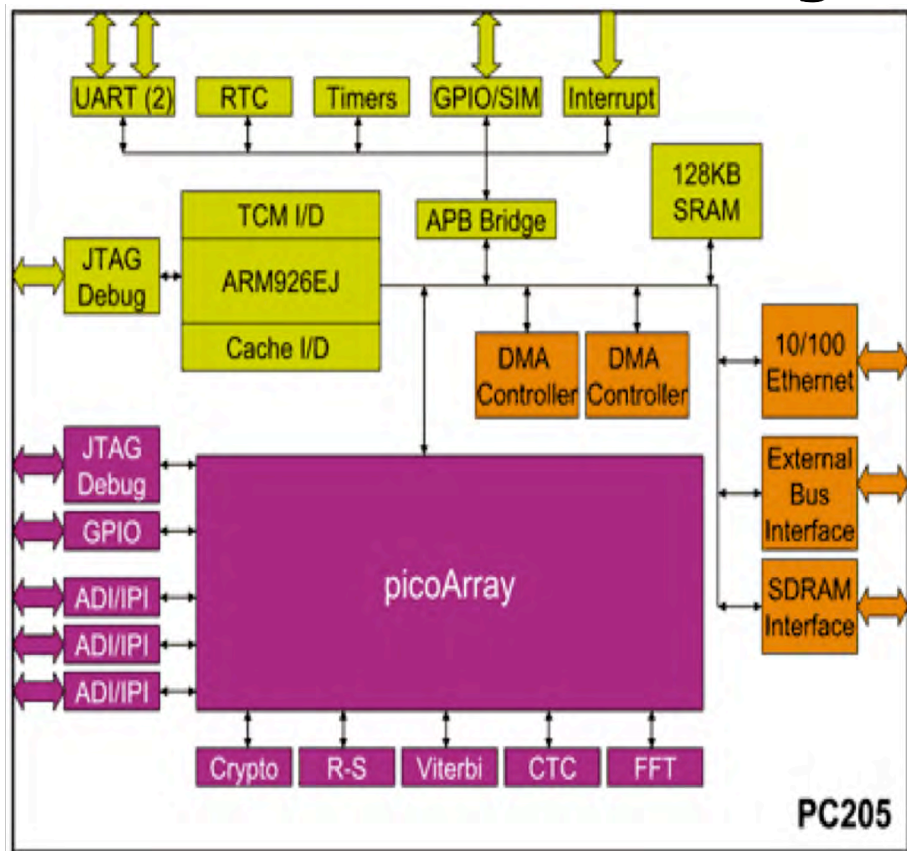 UART (2)
RTC
Timers
GPIO/SIM
Interrupt
128KB
SRAM
APB Bridge
TCM I/D
ARM926EJ
Cache I/D
JTAG
Debug
DMA
Controller
DMA
Controller
10/100
Ethernet
External
Bus
Interface
SDRAM
Interface
JTAG
Debug
GPIO
ADI/IPI
ADI/IPI
ADI/IPI
picoArray
Crypto
R-S
Viterbi
CTC
FFT
PC205